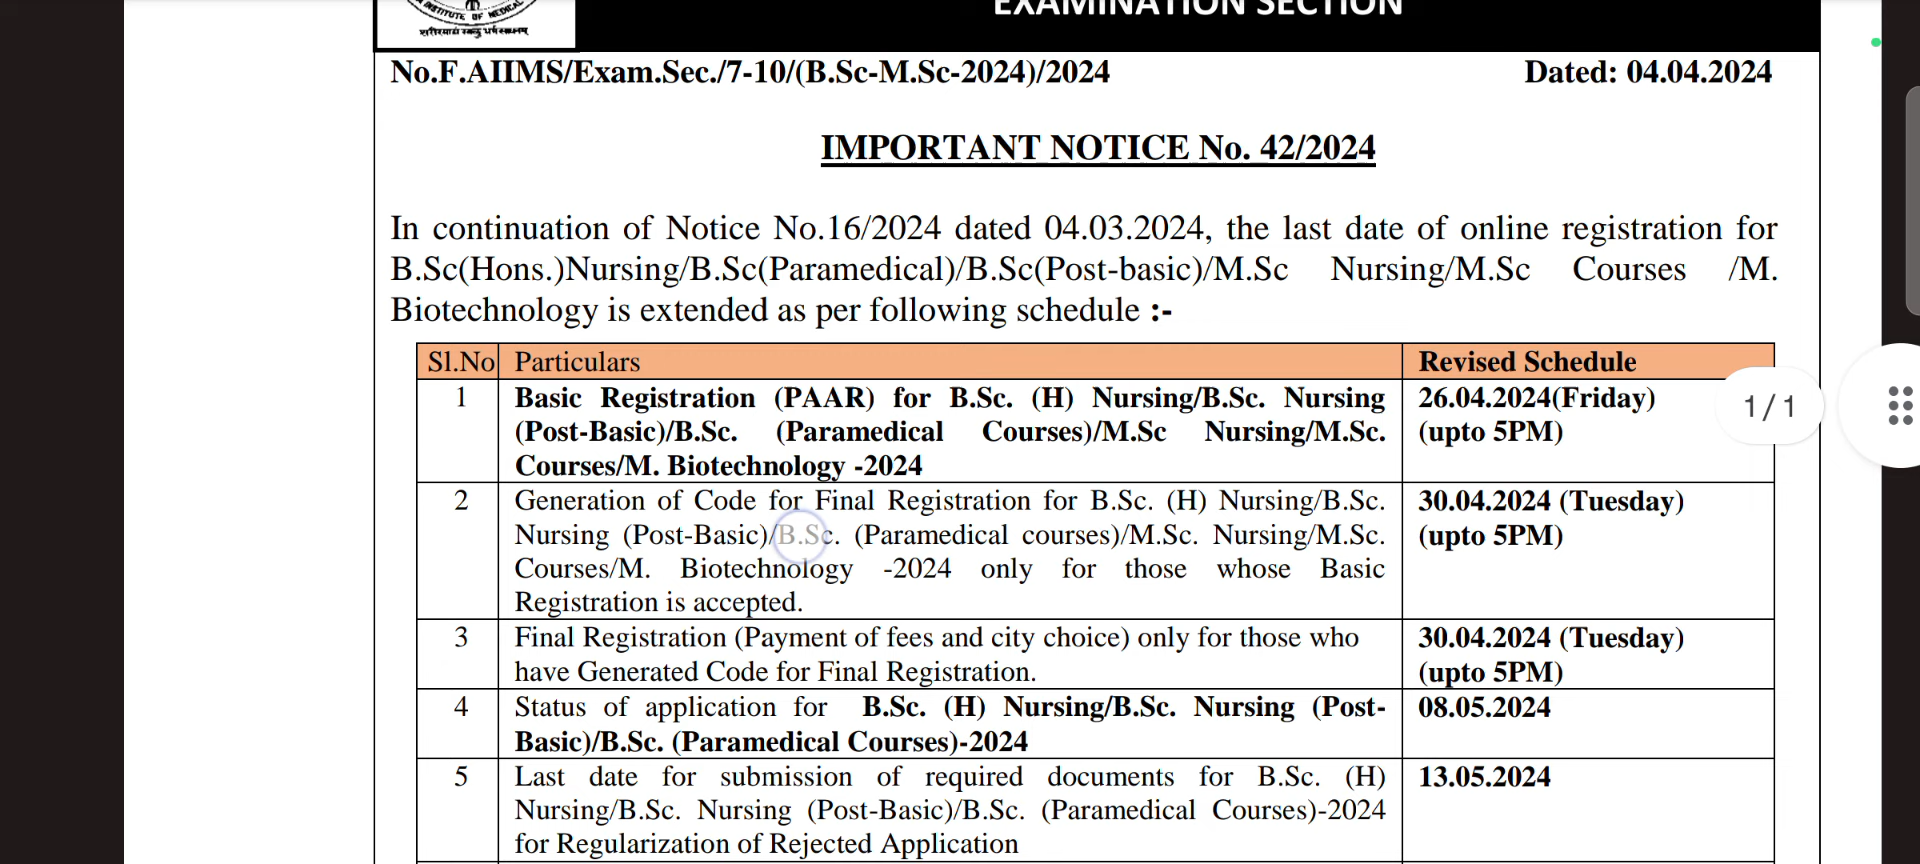 INSTITUTE OF MEDICAL
EXAMINATION SECTION
No.F.AIIMS/Exam.Sec./7-10/(B.Sc-M.Sc-2024)/2024 Dated: 04.04.2024
IMPORTANT NOTICE No. 42/2024
In continuation of Notice No.16/2024 dated 04.03.2024, the last date of online registration for
B.Sc(Hons.)Nursing/B.Sc(Paramedical)/B.Sc(Post-basic)/M.Sc Nursing/M.Sc Courses /M.
Biotechnology is extended as per following schedule :-
Sl.No Particulars Revised Schedule
1 Basic Registration (PAAR) for B.Sc. (H) Nursing/B.Sc. Nursing 26.04.2024(Friday)
(Post-Basic)/B.Sc. (Paramedical Courses)/M.Sc Nursing/M.Sc. (upto 5PM)
Courses/M. Biotechnology -2024
1 / 1
2 Generation of Code for Final Registration for B.Sc. (H) Nursing/B.Sc. 30.04.2024 (Tuesday)
Nursing (Post-Basic)/B.Sc. (Paramedical courses)/M.Sc. Nursing/M.Sc. (upto 5PM)
Courses/M. Biotechnology -2024 only for those whose Basic
Registration is accepted.
3 Final Registration (Payment of fees and city choice) only for those who 30.04.2024 (Tuesday)
have Generated Code for Final Registration. (upto 5PM)
4 Status of application for B.Sc. (H) Nursing/B.Sc. Nursing (Post- 08.05.2024
Basic)/B.Sc. (Paramedical Courses)-2024
5 Last date for submission of required documents for B.Sc. (H) 13.05.2024
Nursing/B.Sc. Nursing (Post-Basic)/B.Sc. (Paramedical Courses)-2024
for Regularization of Rejected Application